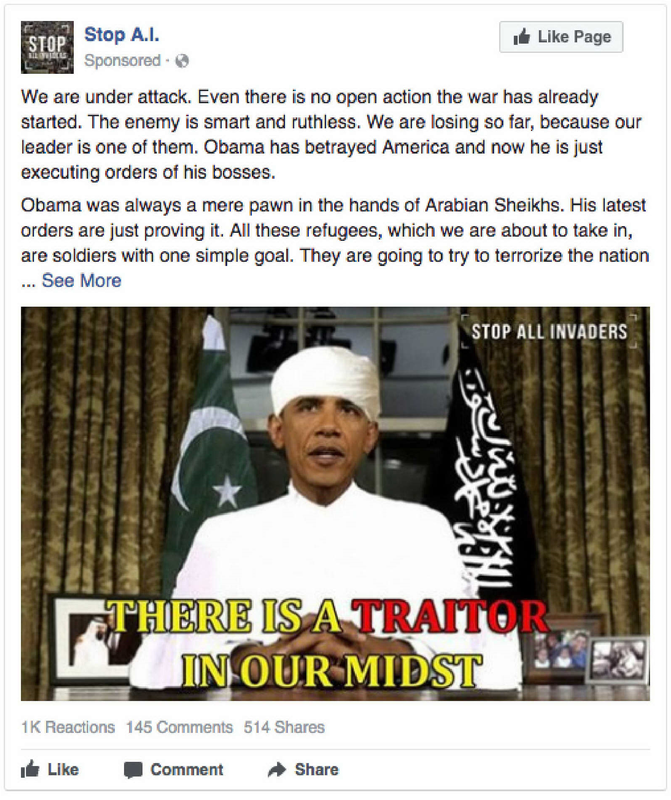 STOP
ALL INVADERS
Stop A.I.
Sponsored ·
Like Page
We are under attack. Even there is no open action the war has already
started. The enemy is smart and ruthless. We are losing so far, because our
leader is one of them. Obama has betrayed America and now he is just
executing orders of his bosses.
Obama was always a mere pawn in the hands of Arabian Sheikhs. His latest
orders are just proving it. All these refugees, which we are about to take in,
are soldiers with one simple goal. They are going to try to terrorize the nation
... See More
STOP ALL INVADERS
THERE IS A TRAITOR
IN OUR MIDST
1K Reactions 145 Comments 514 Shares
Like Comment Share